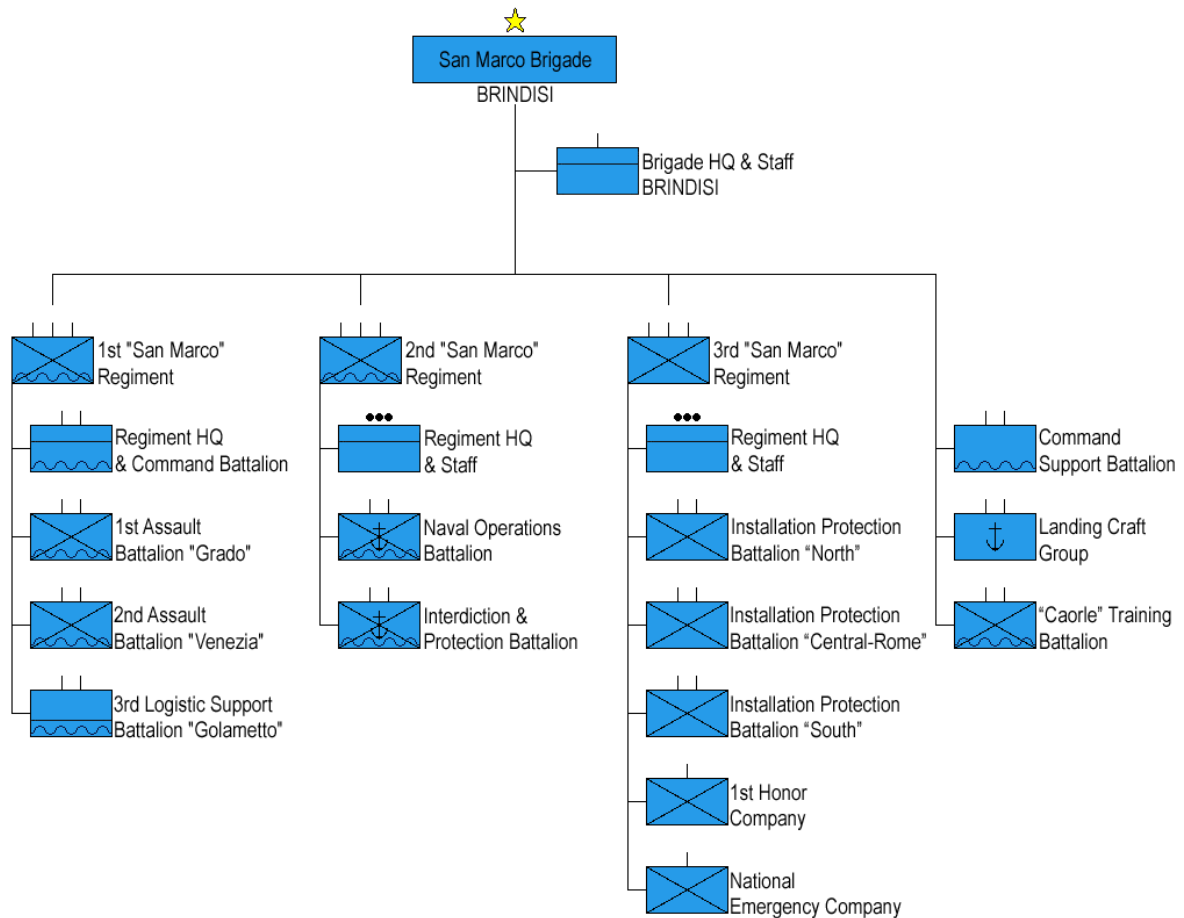 San Marco Brigade
BRINDISI
Brigade HQ & Staff
BRINDISI
1st "San Marco"
Regiment
Regiment HQ
& Command Battalion
1st Assault
Battalion "Grado"
2nd Assault
Battalion "Venezia"
3rd Logistic Support
Battalion "Golametto"
2nd "San Marco"
Regiment
Regiment HQ
& Staff
Naval Operations
Battalion
Interdiction &
Protection Battalion
3rd "San Marco"
Regiment
Regiment HQ
& Staff
Installation Protection
Battalion “North”
Installation Protection
Battalion “Central-Rome”
Installation Protection
Battalion “South”
1st Honor
Company
National
Emergency Company
Command
Support Battalion
Landing Craft
Group
“Caorle” Training
Battalion